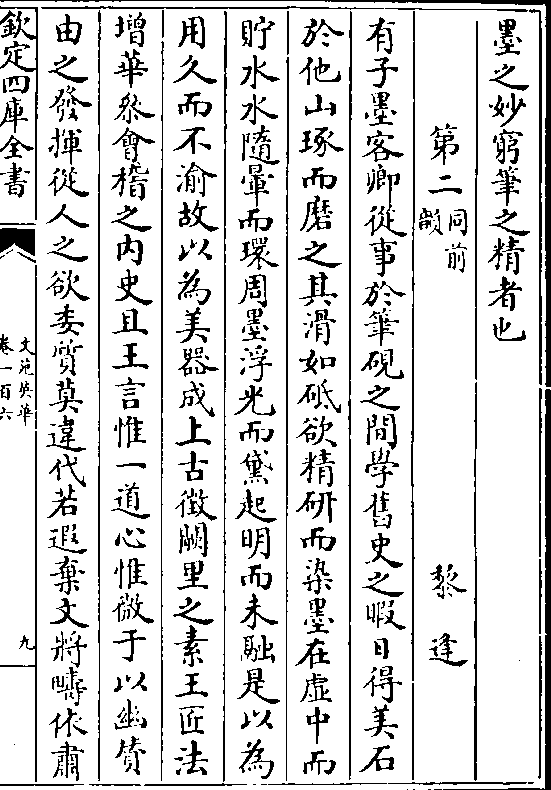 墨之妙窮筆之精者也
第二同前韻 黎逢
有子墨客卿從事於筆硯之間學舊史之暇日得美石
於他山琢而磨之其滑如砥欲精研而染墨在虛中而
貯水水隨暈而環周墨浮光而黛起明而未融是以為
用久而不渝故以為美器成上古徵闕里之素王匠法
增華參會稽之内史且王言惟一道心惟微于以幽贊
由之發揮從人之欲委質莫違代若遐棄文將疇依肅
欽定四庫全書
文苑英華
卷一百六
九